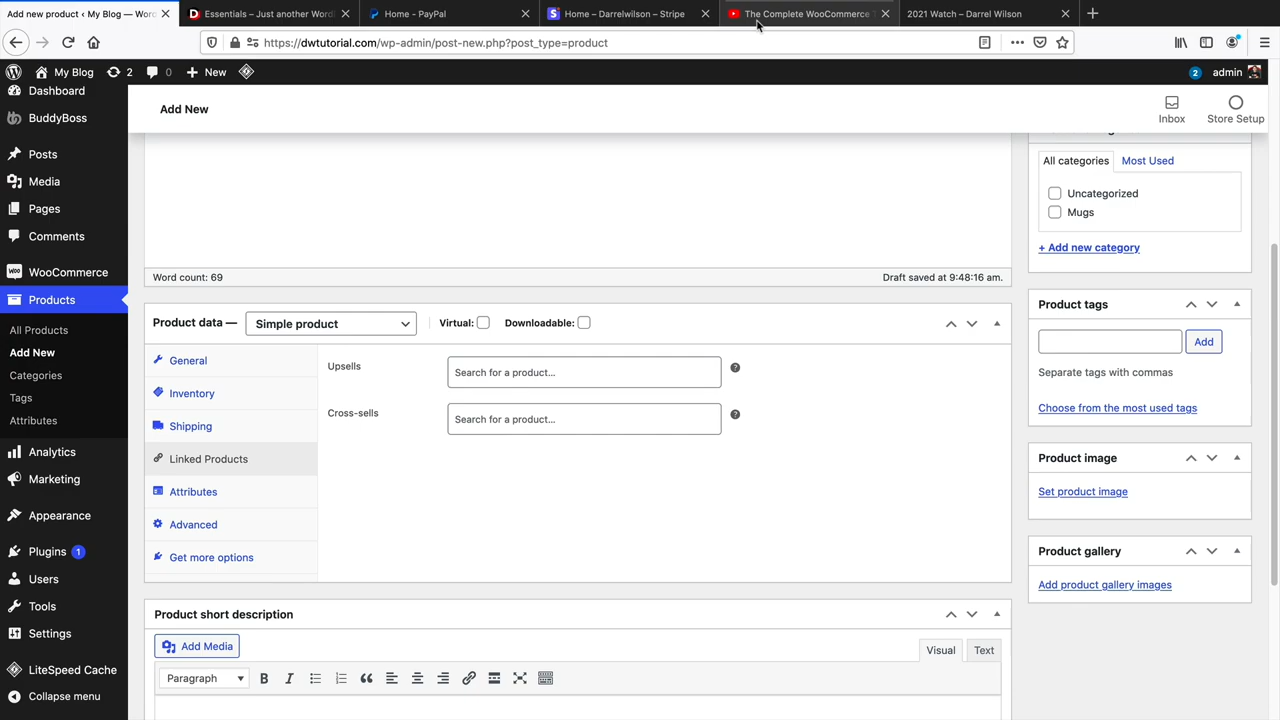 Add new product ‹ My Blog — Wor
Essentials – Just another Word
Home - PayPal
Home – Darrelwilson – Stripe
The Complete WooCommerce T
2021 Watch – Darrel Wilson
https://dwtutorial.com/wp-admin/post-new.php?post_type=product
My Blog
2
0
New
2
admin
Dashboard
BuddyBoss
Posts
Media
Pages
Comments
WooCommerce
Products
All Products
Add New
Categories
Tags
Attributes
Analytics
Marketing
Appearance
Plugins 1
Users
Tools
Settings
LiteSpeed Cache
Collapse menu
Add New
Inbox
Store Setup
Word count: 69
Draft saved at 9:48:16 am.
Product data — Simple product
Virtual:
Downloadable:
General
Inventory
Shipping
Linked Products
Attributes
Advanced
Get more options
Upsells
Search for a product...
Cross-sells
Search for a product...
Product short description
Add Media
Visual
Text
Paragraph
All categories
Most Used
Uncategorized
Mugs
+ Add new category
Product tags
Add
Separate tags with commas
Choose from the most used tags
Product image
Set product image
Product gallery
Add product gallery images